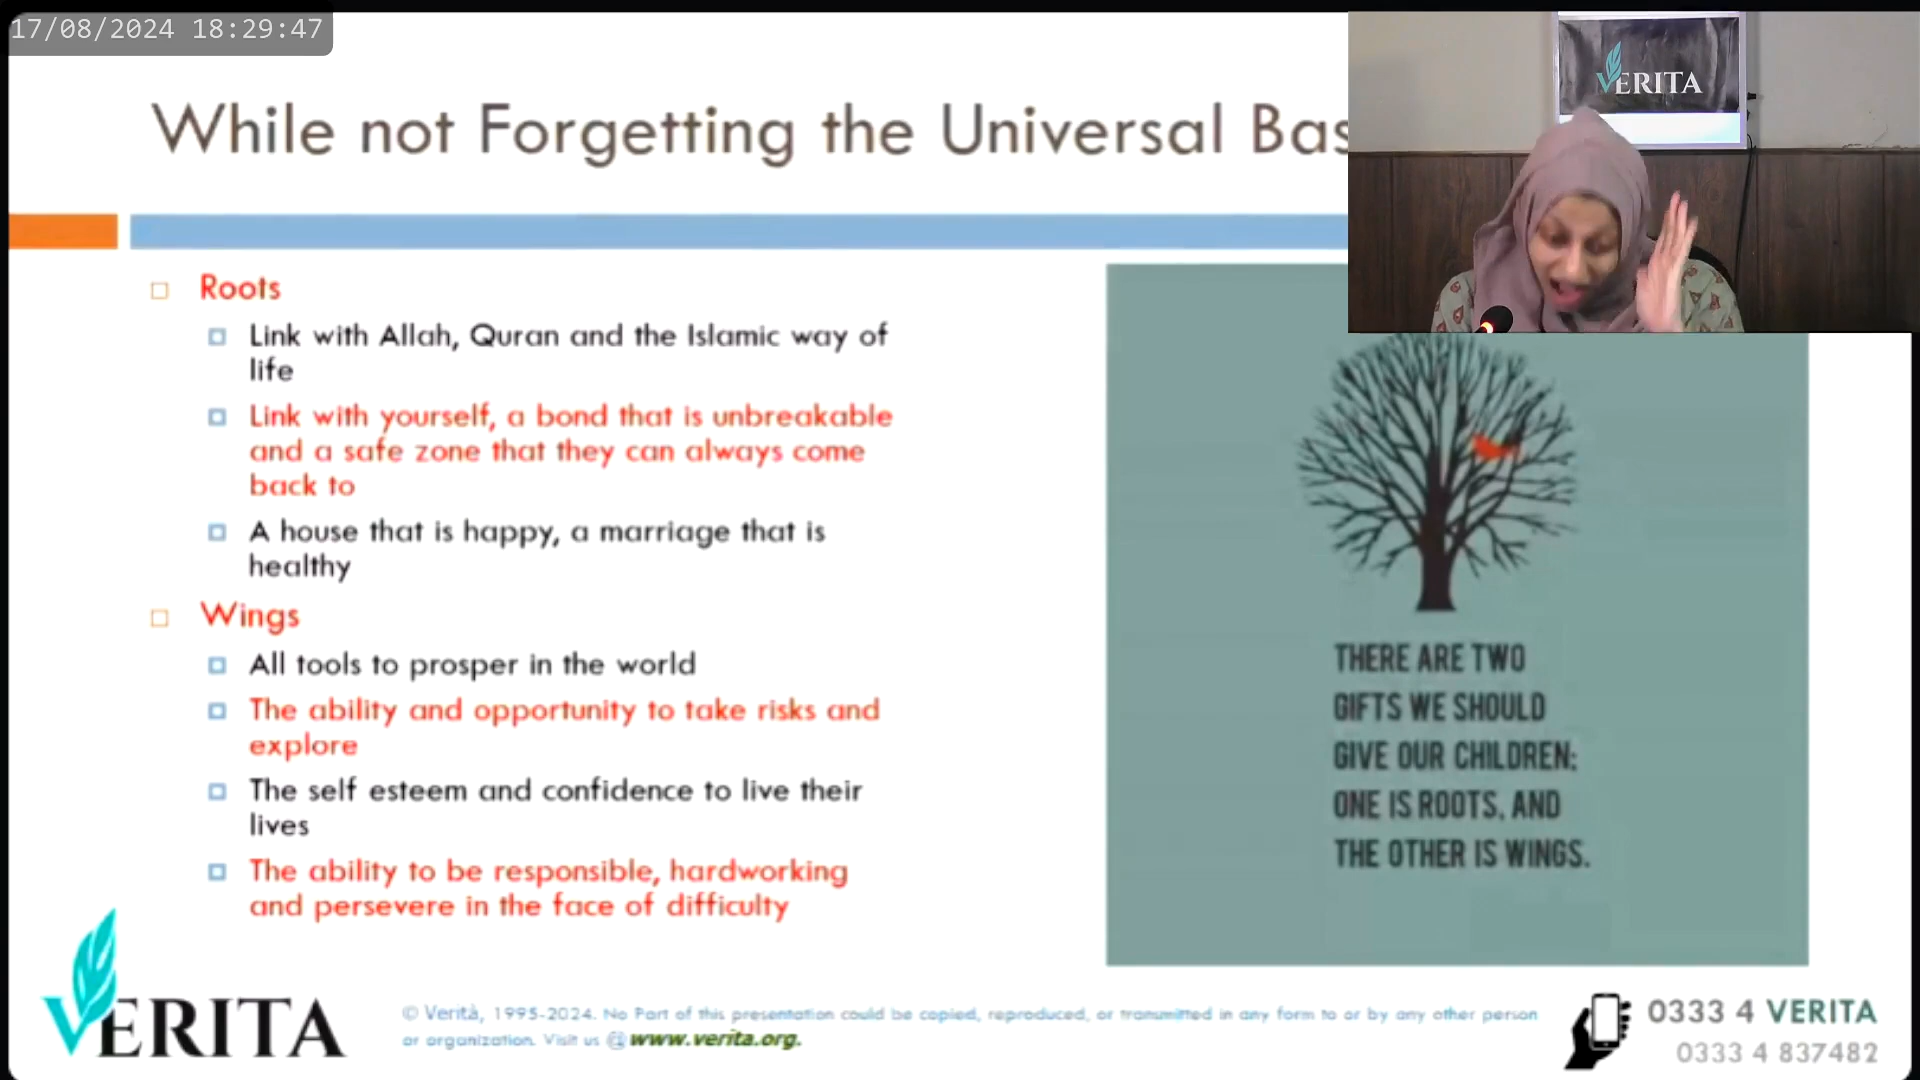 17/08/2024 18:29:47
VERITA
While not Forgetting the Universal Bas
Roots
Link with Allah, Quran and the Islamic way of
life
Link with yourself, a bond that is unbreakable
and a safe zone that they can always come
back to
A house that is happy, a marriage that is
healthy
Wings
All tools to prosper in the world
The ability and opportunity to take risks and
explore
The self esteem and confidence to live their
lives
The ability to be responsible, hardworking
and persevere in the face of difficulty
THERE ARE TWO
GIFTS WE SHOULD
GIVE OUR CHILDREN:
ONE IS ROOTS, AND
THE OTHER IS WINGS.
VERITA
© Verità, 1995-2024. No Part of this presentation could be copied, reproduced, or transmitted in any form to or by any other person
or organization. Visit us @ www.verita.org.
0333 4 VERITA
0333 4 837482